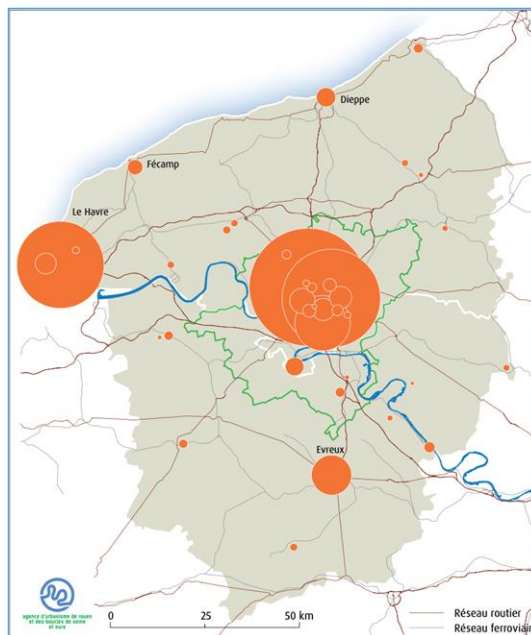 Dieppe
Fécamp
Le Havre
Evreux
agence d'urbanisme de rouen
et des boucles de seine
et eure
0 25 50 km
Réseau routier
Réseau ferroviaire